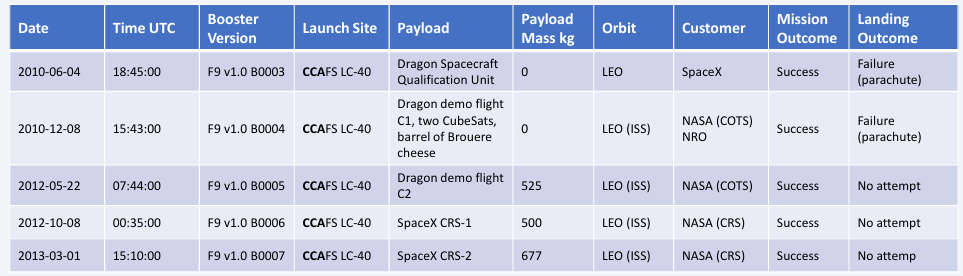 Date Time UTC Booster Version Launch Site Payload Payload Mass kg Orbit Customer Mission Outcome Landing Outcome
2010-06-04 18:45:00 F9 v1.0 B0003 CCAFS LC-40 Dragon Spacecraft Qualification Unit 0 LEO SpaceX Success Failure (parachute)
2010-12-08 15:43:00 F9 v1.0 B0004 CCAFS LC-40 Dragon demo flight C1, two CubeSats, barrel of Brouere cheese 0 LEO (ISS) NASA (COTS) NRO Success Failure (parachute)
2012-05-22 07:44:00 F9 v1.0 B0005 CCAFS LC-40 Dragon demo flight C2 525 LEO (ISS) NASA (COTS) Success No attempt
2012-10-08 00:35:00 F9 v1.0 B0006 CCAFS LC-40 SpaceX CRS-1 500 LEO (ISS) NASA (CRS) Success No attempt
2013-03-01 15:10:00 F9 v1.0 B0007 CCAFS LC-40 SpaceX CRS-2 677 LEO (ISS) NASA (CRS) Success No attemp